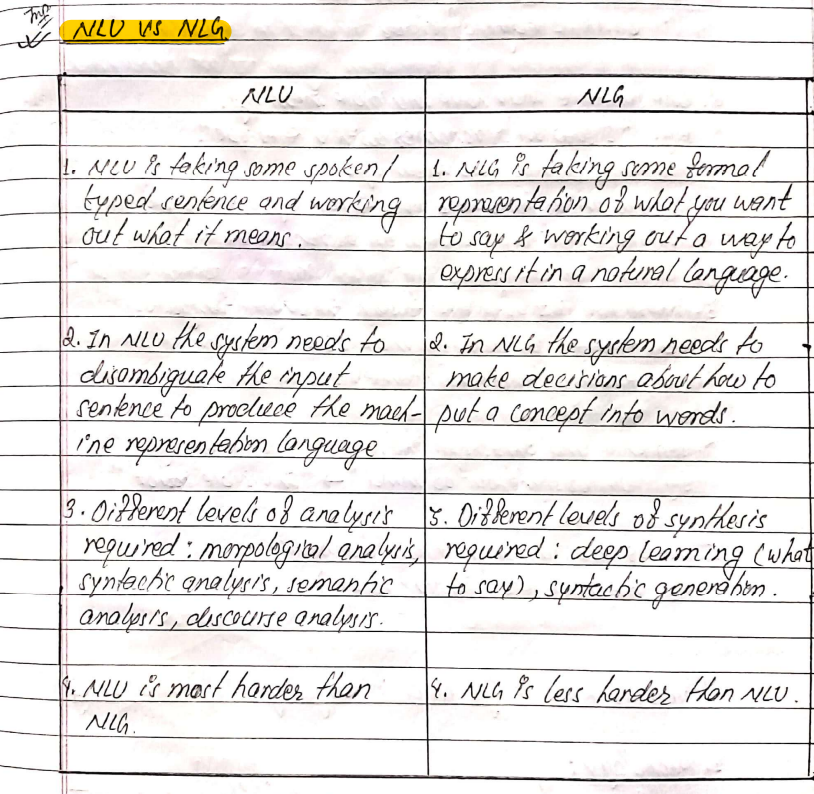 Imp
NLU vs NLG
NLU
NLG
1. NLU is taking some spoken/
typed sentence and working
out what it means.
1. NLG is taking some formal
representation of what you want
to say & working out a way to
express it in a natural language.
2. In NLU the system needs to
disambiguate the input
sentence to produce the mach-
ine representation language
2. In NLG the system needs to
make decisions about how to
put a concept into words.
3. Different levels of analysis
required : morpological analysis,
syntactic analysis, semantic
analysis, discourse analysis.
3. Different levels of synthesis
required : deep learning (what
to say), syntactic generation.
4. NLU is most harder than
NLG.
4. NLG is less harder than NLU.